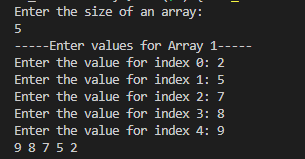 Enter the size of an array:
5
-----Enter values for Array 1-----
Enter the value for index 0: 2
Enter the value for index 1: 5
Enter the value for index 2: 7
Enter the value for index 3: 8
Enter the value for index 4: 9
9 8 7 5 2